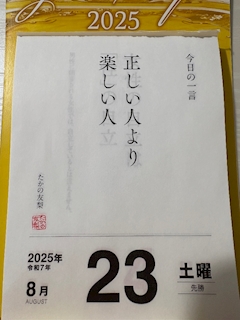 2025
今日の一言
正しい人より
楽しい人
たかの友梨
2025年
令和7年
8月
AUGUST
23
土曜
先勝